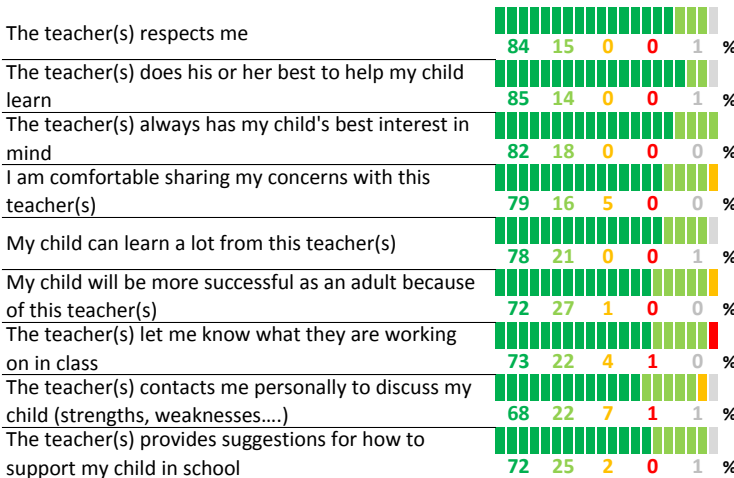 The teacher(s) respects me
84 15 0 0 1 %
The teacher(s) does his or her best to help my child
learn
85 14 0 0 1 %
The teacher(s) always has my child's best interest in
mind
82 18 0 0 0 %
I am comfortable sharing my concerns with this
teacher(s)
79 16 5 0 0 %
My child can learn a lot from this teacher(s)
78 21 0 0 1 %
My child will be more successful as an adult because
of this teacher(s)
72 27 1 0 0 %
The teacher(s) let me know what they are working
on in class
73 22 4 1 0 %
The teacher(s) contacts me personally to discuss my
child (strengths, weaknesses....)
68 22 7 1 1 %
The teacher(s) provides suggestions for how to
support my child in school
72 25 2 0 1 %